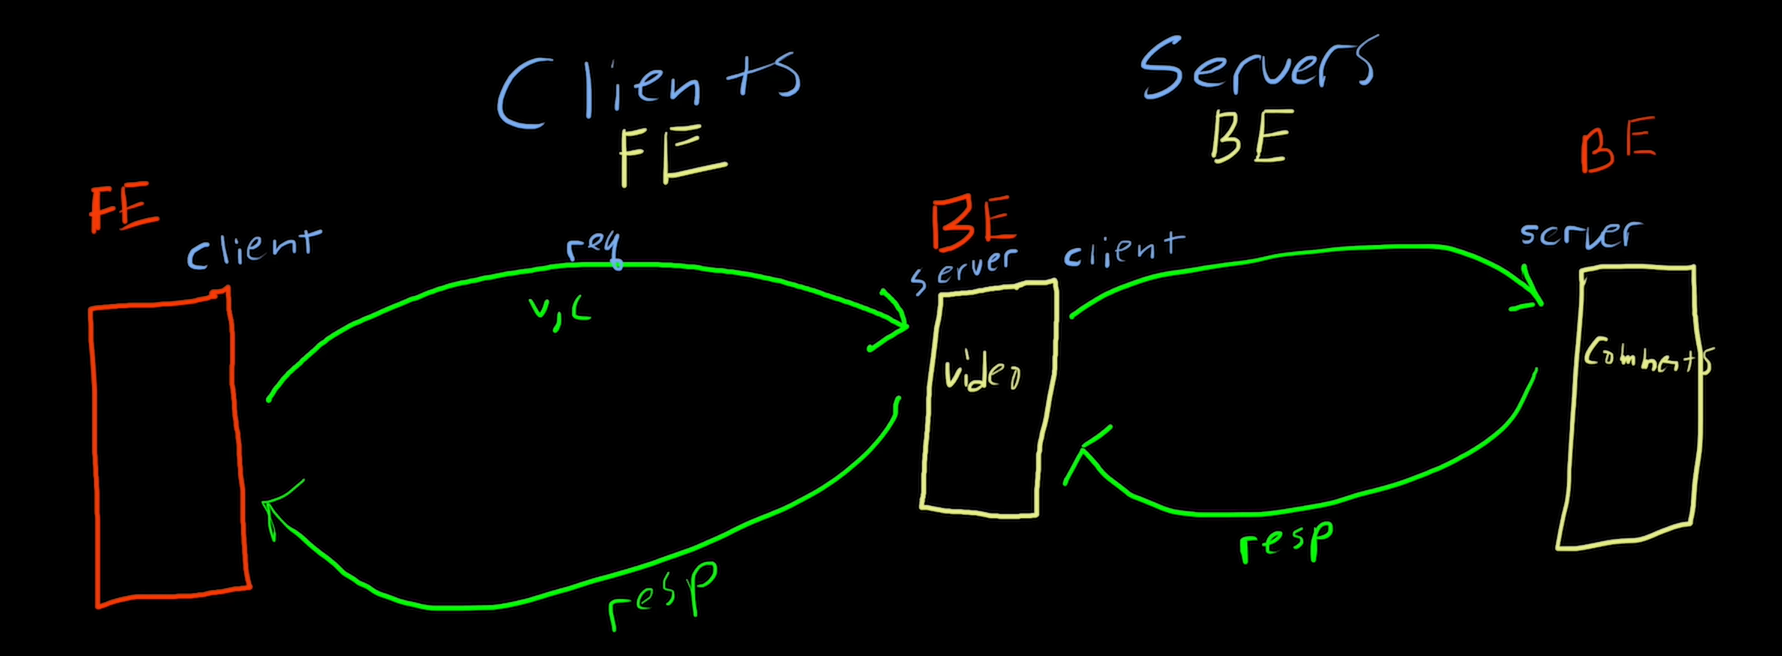 Clients
Servers
FE
BE
BE
FE
BE
client
req
server
client
server
v, c
video
Comments
resp
resp